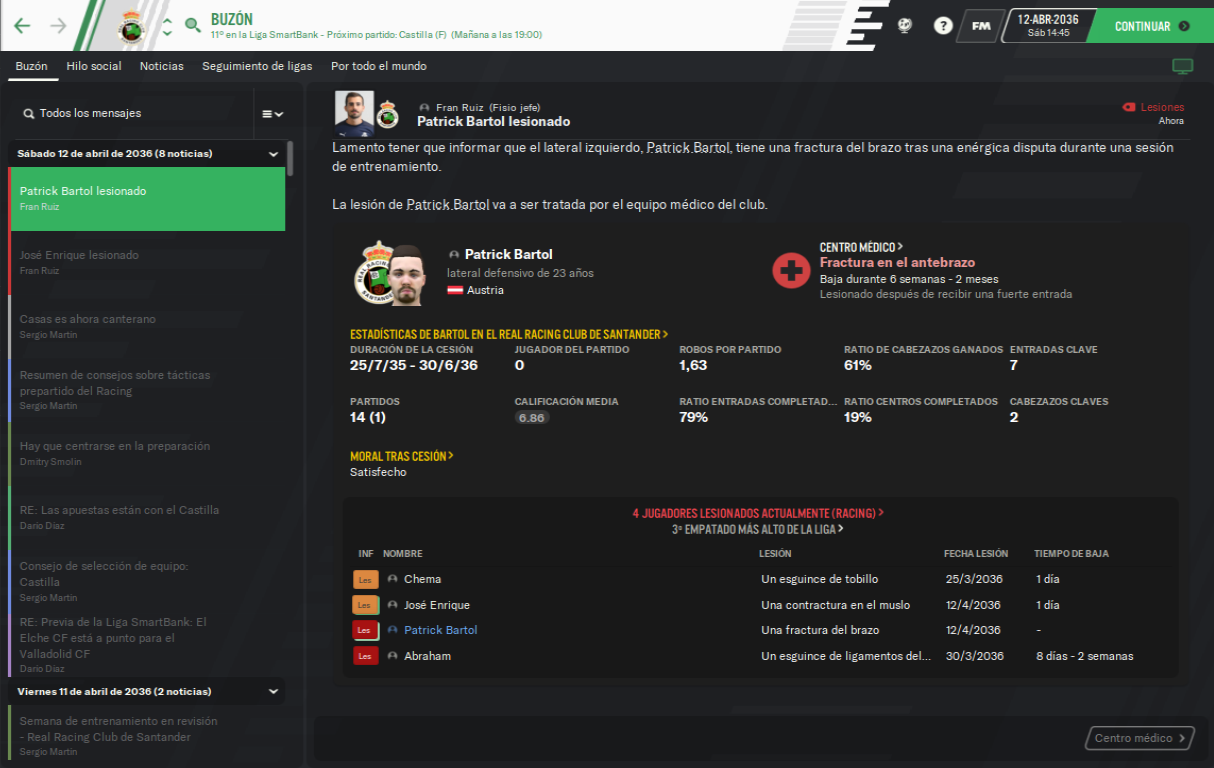 BUZÓN
11º en la Liga SmartBank - Próximo partido: Castilla (F) (Mañana a las 19:00)
?
FM
12-ABR-2036
Sáb 14:45
CONTINUAR
Buzón Hilo social Noticias Seguimiento de ligas Por todo el mundo
Todos los mensajes
Sábado 12 de abril de 2036 (8 noticias)
Patrick Bartol lesionado
Fran Ruiz
José Enrique lesionado
Fran Ruiz
Casas es ahora canterano
Sergio Martin
Resumen de consejos sobre tácticas
prepartido del Racing
Sergio Martin
Hay que centrarse en la preparación
Dmitry Smolin
RE: Las apuestas están con el Castilla
Dario Diaz
Consejo de selección de equipo:
Castilla
Sergio Martin
RE: Previa de la Liga SmartBank: El
Elche CF está a punto para el
Valladolid CF
Dario Diaz
Viernes 11 de abril de 2036 (2 noticias)
Semana de entrenamiento en revisión
- Real Racing Club de Santander
Sergio Martin
Fran Ruiz (Fisio jefe)
Patrick Bartol lesionado
Lesiones
Ahora
Lamento tener que informar que el lateral izquierdo, Patrick Bartol, tiene una fractura del brazo tras una enérgica disputa durante una sesión
de entrenamiento.
La lesión de Patrick Bartol va a ser tratada por el equipo médico del club.
REAL RACING
SANTANDER
Patrick Bartol
lateral defensivo de 23 años
Austria
CENTRO MÉDICO >
Fractura en el antebrazo
Baja durante 6 semanas - 2 meses
Lesionado después de recibir una fuerte entrada
ESTADÍSTICAS DE BARTOL EN EL REAL RACING CLUB DE SANTANDER >
DURACIÓN DE LA CESIÓN JUGADOR DEL PARTIDO ROBOS POR PARTIDO RATIO DE CABEZAZOS GANADOS ENTRADAS CLAVE
25/7/35 - 30/6/36 0 1,63 61% 7
PARTIDOS CALIFICACIÓN MEDIA RATIO ENTRADAS COMPLETAD... RATIO CENTROS COMPLETADOS CABEZAZOS CLAVES
14 (1) 6.86 79% 19% 2
MORAL TRAS CESIÓN >
Satisfecho
4 JUGADORES LESIONADOS ACTUALMENTE (RACING) >
3º EMPATADO MÁS ALTO DE LA LIGA >
INF NOMBRE LESIÓN FECHA LESIÓN TIEMPO DE BAJA
Les Chema Un esguince de tobillo 25/3/2036 1 día
Les José Enrique Una contractura en el muslo 12/4/2036 1 día
Les Patrick Bartol Una fractura del brazo 12/4/2036 -
Les Abraham Un esguince de ligamentos del... 30/3/2036 8 días - 2 semanas
Centro médico >